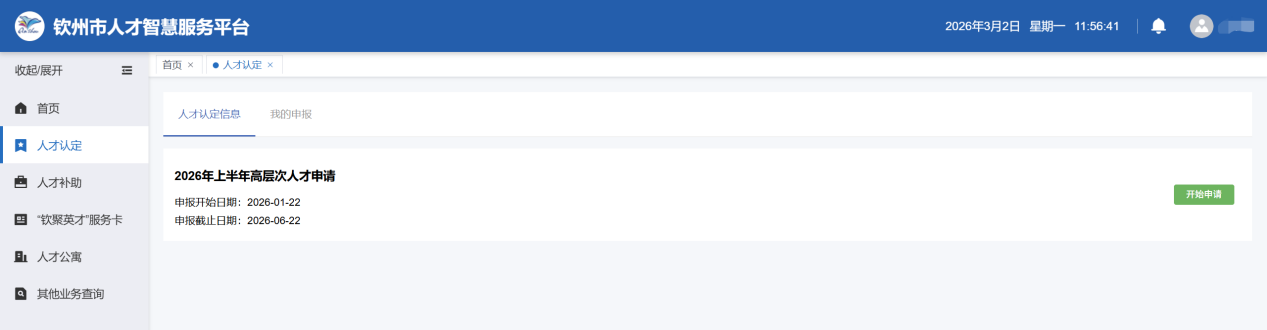 钦州市人才智慧服务平台
2026年3月2日 星期一 11:56:41
收起/展开
首页 × 人才认定 ×
首页
人才认定
人才补助
“钦聚英才”服务卡
人才公寓
其他业务查询
人才认定信息 我的申报
2026年上半年高层次人才申请
申报开始日期：2026-01-22
申报截止日期：2026-06-22
开始申请